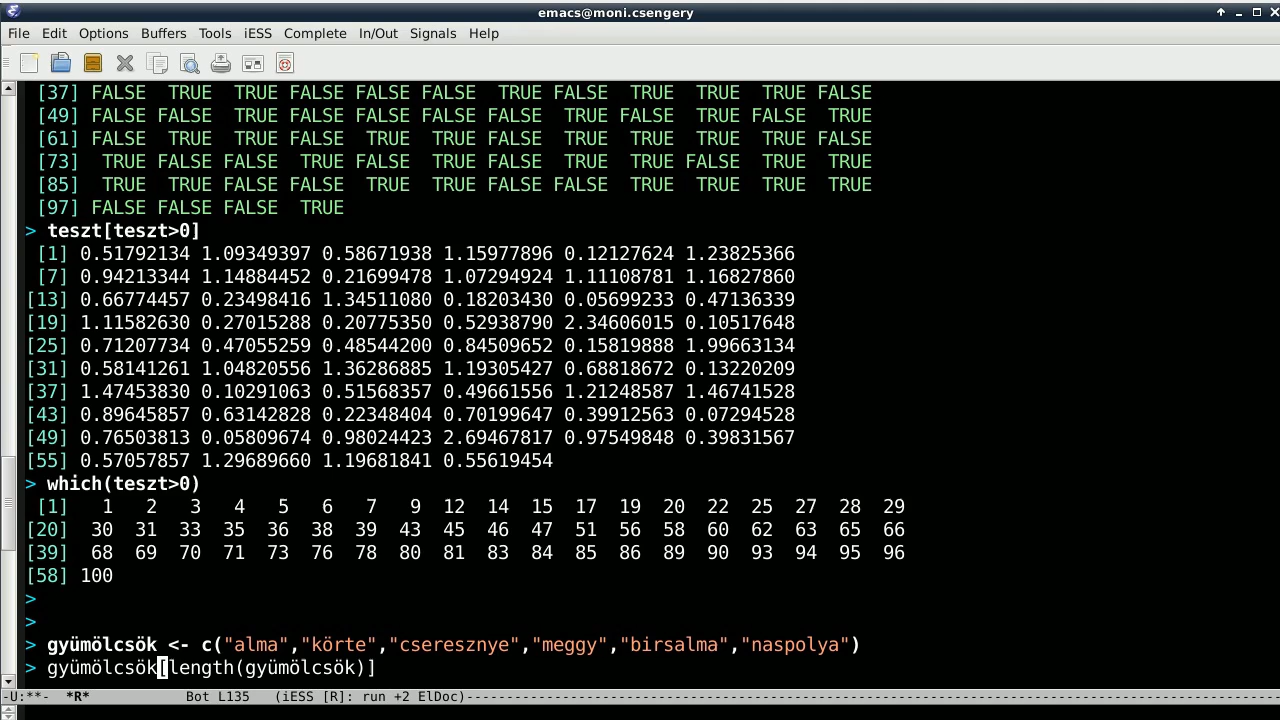 emacs@moni.csengery
File Edit Options Buffers Tools iESS Complete In/Out Signals Help
[37] FALSE TRUE TRUE FALSE FALSE FALSE TRUE FALSE TRUE TRUE TRUE FALSE
[49] FALSE FALSE TRUE FALSE FALSE FALSE FALSE TRUE FALSE TRUE FALSE TRUE
[61] FALSE TRUE TRUE FALSE TRUE TRUE FALSE FALSE TRUE TRUE TRUE FALSE
[73] TRUE FALSE FALSE TRUE FALSE TRUE FALSE TRUE TRUE FALSE TRUE TRUE
[85] TRUE TRUE FALSE FALSE TRUE TRUE FALSE FALSE TRUE TRUE TRUE TRUE
[97] FALSE FALSE FALSE TRUE
> teszt[teszt>0]
[1] 0.51792134 1.09349397 0.58671938 1.15977896 0.12127624 1.23825366
[7] 0.94213344 1.14884452 0.21699478 1.07294924 1.11108781 1.16827860
[13] 0.66774457 0.23498416 1.34511080 0.18203430 0.05699233 0.47136339
[19] 1.11582630 0.27015288 0.20775350 0.52938790 2.34606015 0.10517648
[25] 0.71207434 0.47055259 0.48544200 0.84509652 0.15819888 1.99663134
[31] 0.58141261 1.04820556 1.36286885 1.19305427 0.68818672 0.13220209
[37] 1.47453830 0.10291063 0.51568357 0.49661556 1.21248587 1.46741528
[43] 0.89645857 0.63142828 0.22348404 0.70199647 0.39912563 0.07294528
[49] 0.76503813 0.05809674 0.98024423 2.69467817 0.97549848 0.39831567
[55] 0.57057857 1.29689660 1.19681841 0.55619454
> which(teszt>0)
[1] 1 2 3 4 5 6 7 9 12 14 15 17 19 20 22 25 27 28 29
[20] 30 31 33 35 36 38 39 43 45 46 47 51 56 58 60 62 63 65 66
[39] 68 69 70 71 73 76 78 80 81 83 84 85 86 89 90 93 94 95 96
[58] 100
>
>
> gyümölcsök <- c("alma","körte","cseresznye","meggy","birsalma","naspolya")
> gyümölcsök[length(gyümölcsök)]
-U:**- *R* Bot L135 (iESS [R]: run +2 ElDoc)----------------------------------------